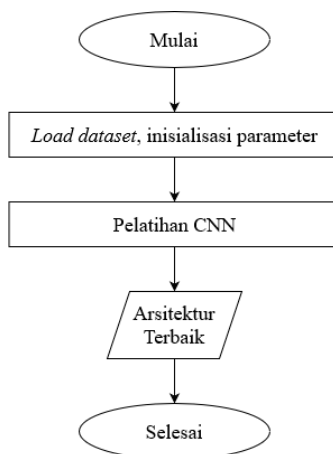 Mulai
Load dataset, inisialisasi parameter
Pelatihan CNN
Arsitektur
Terbaik
Selesai